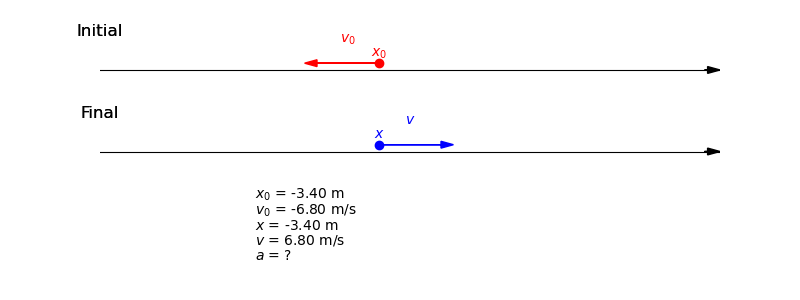 Initial
v₀
x₀
Final
v
x
x₀ = -3.40 m
v₀ = -6.80 m/s
x = -3.40 m
v = 6.80 m/s
a = ?